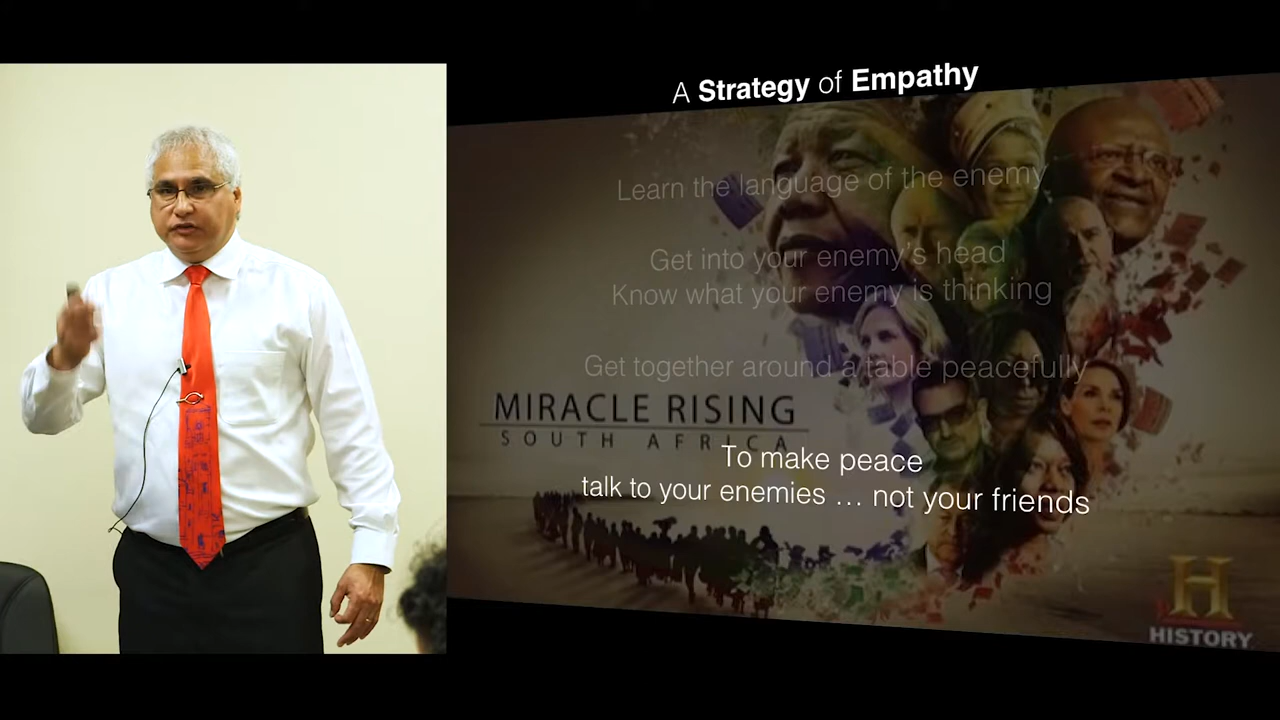 A Strategy of Empathy
Learn the language of the enemy
Get into your enemy's head
Know what your enemy is thinking
Get together around a table peacefully
MIRACLE RISING
SOUTH AFRICA
To make peace
talk to your enemies ... not your friends
H
HISTORY